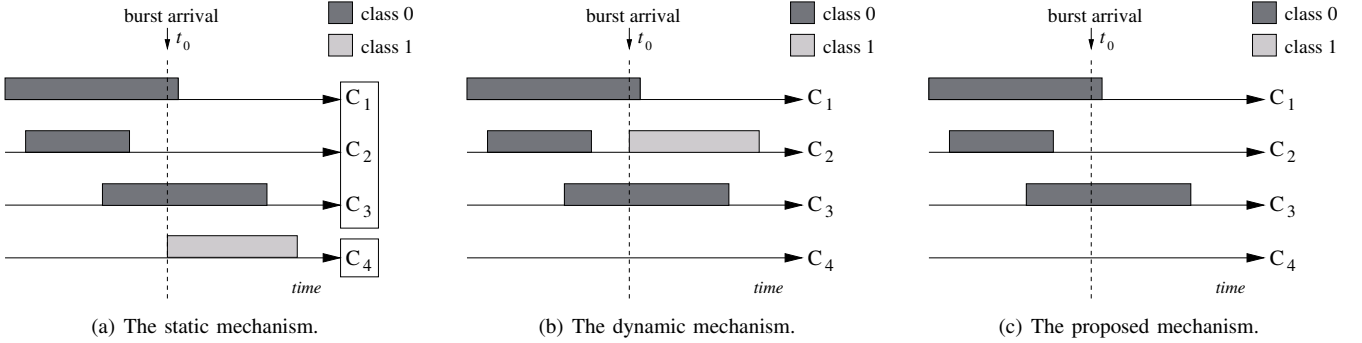 burst arrival
t0
class 0
class 1
C1
C2
C3
C4
time
(a) The static mechanism.
burst arrival
t0
class 0
class 1
C1
C2
C3
C4
time
(b) The dynamic mechanism.
burst arrival
t0
class 0
class 1
C1
C2
C3
C4
time
(c) The proposed mechanism.